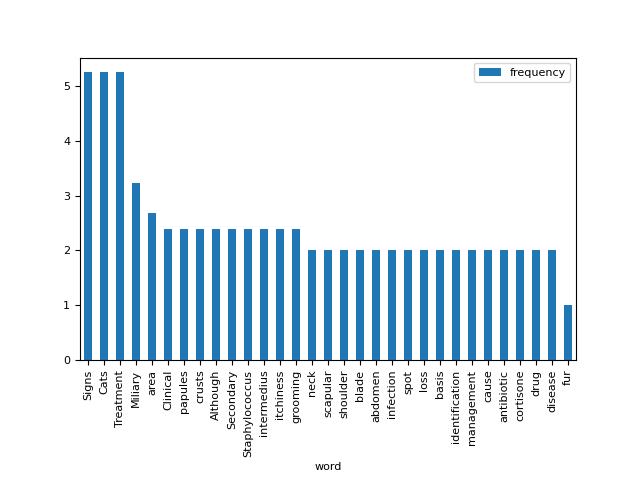 frequency
5
4
3
2
1
0
Signs
Cats
Treatment
Miliary
area
Clinical
papules
crusts
Although
Secondary
Staphylococcus
intermedius
itchiness
grooming
neck
scapular
shoulder
blade
abdomen
infection
spot
loss
basis
identification
management
cause
antibiotic
cortisone
drug
disease
fur
word